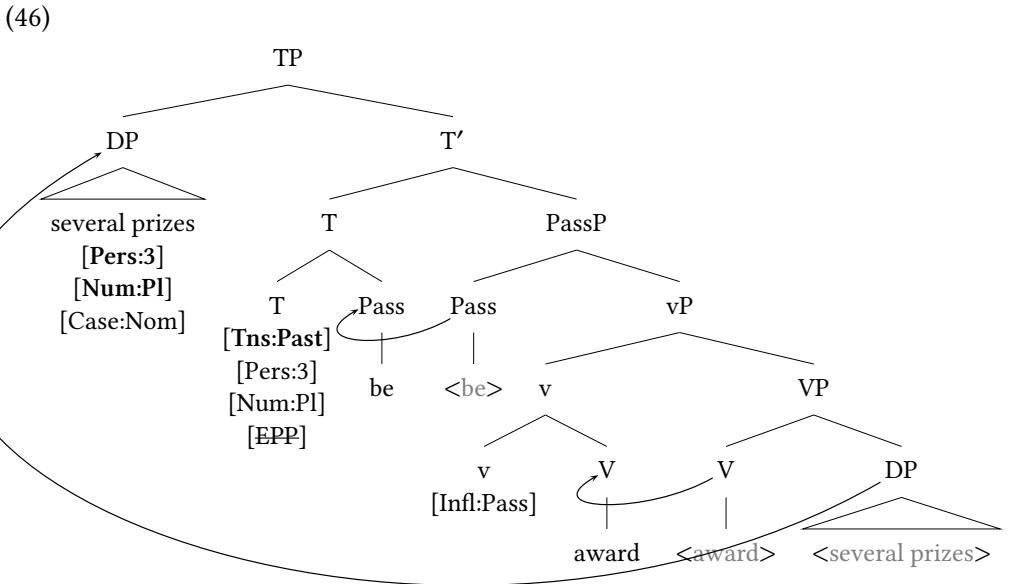 (46)
TP
DP T′
several prizes T PassP
[Pers:3]
[Num:Pl]
[Case:Nom]
T Pass Pass vP
[Tns:Past]
[Pers:3]
[Num:Pl]
[EPP]
be <be> v VP
v V V DP
[Infl:Pass]
award <award> <several prizes>